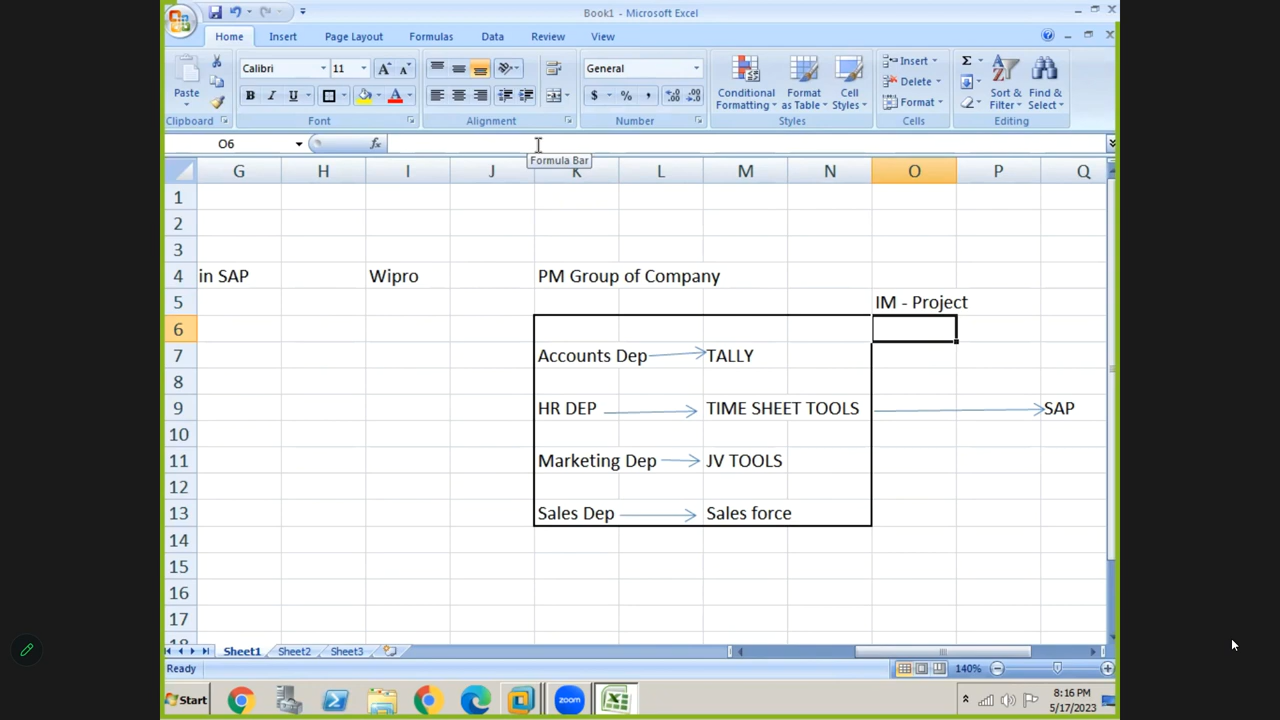 Book1 - Microsoft Excel
Home Insert Page Layout Formulas Data Review View
Calibri 11 General Insert
Delete
Paste B I U $ % , Conditional Formatting Format as Table Cell Styles Format Σ Sort & Filter Find & Select
Clipboard Font Alignment Number Styles Cells Editing
O6 fx
Formula Bar
G H I J K L M N O P Q
1
2
3
4 in SAP Wipro PM Group of Company
5 IM - Project
6
7 Accounts Dep TALLY
8
9 HR DEP TIME SHEET TOOLS SAP
10
11 Marketing Dep JV TOOLS
12
13 Sales Dep Sales force
14
15
16
17
18
Sheet1 Sheet2 Sheet3
Ready 140%
Start zoom 8:16 PM
5/17/2023